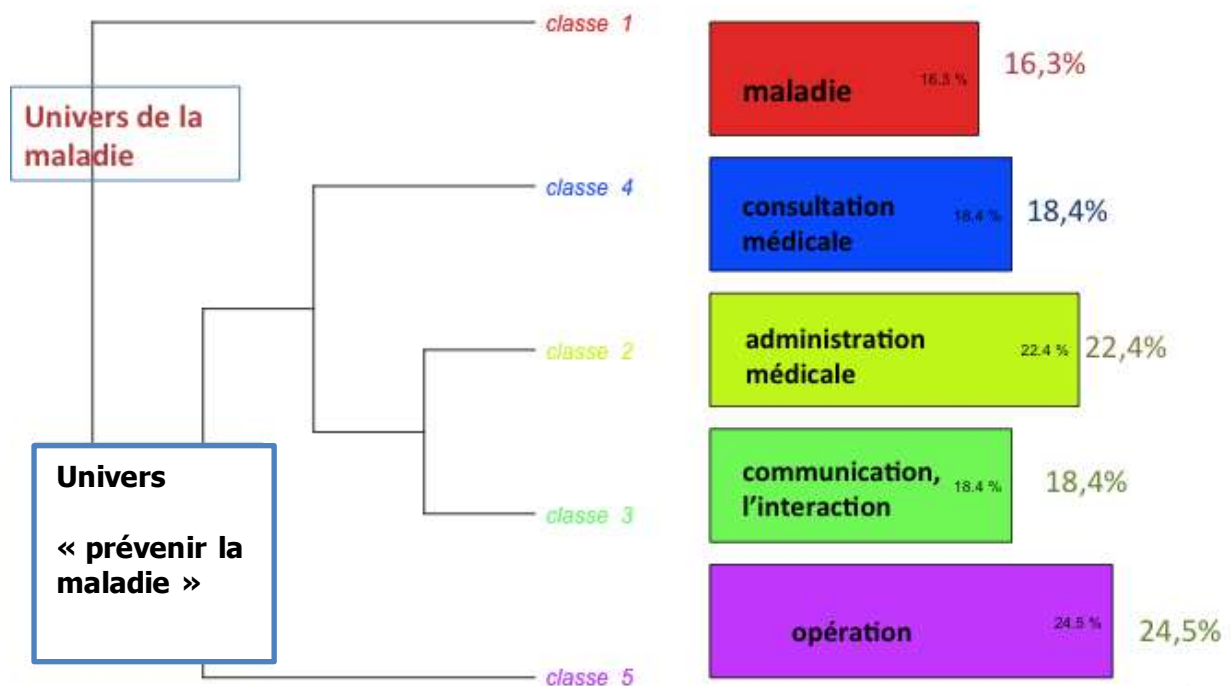 classe 1
maladie
16.3 %
16,3%
Univers de la
maladie
classe 4
consultation
médicale
18.4 %
18,4%
classe 2
administration
médicale
22.4 %
22,4%
Univers
« prévenir la
maladie »
classe 3
communication,
l'interaction
18.4 %
18,4%
classe 5
opération
24.5 %
24,5%